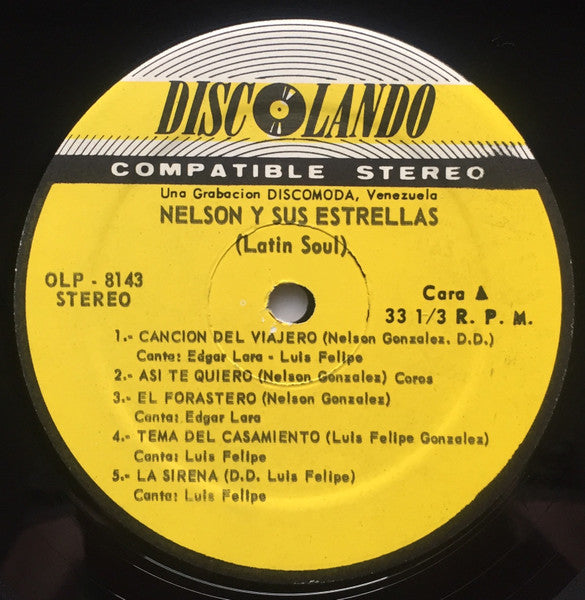 DISCOLANDO
COMPATIBLE STEREO
Una Grabacion DISCOMODA, Venezuela
NELSON Y SUS ESTRELLAS
(Latin Soul)
OLP - 8143
STEREO
Cara A
33 1/3 R. P. M.
1.- CANCION DEL VIAJERO (Nelson Gonzalez. D.D.)
Canta: Edgar Lara - Luis Felipe
2.- ASI TE QUIERO (Nelson Gonzalez) Coros
3.- EL FORASTERO (Nelson Gonzalez)
Canta: Edgar Lara
4.- TEMA DEL CASAMIENTO (Luis Felipe Gonzalez)
Canta: Luis Felipe
5.- LA SIRENA (D.D. Luis Felipe)
Canta: Luis Felipe